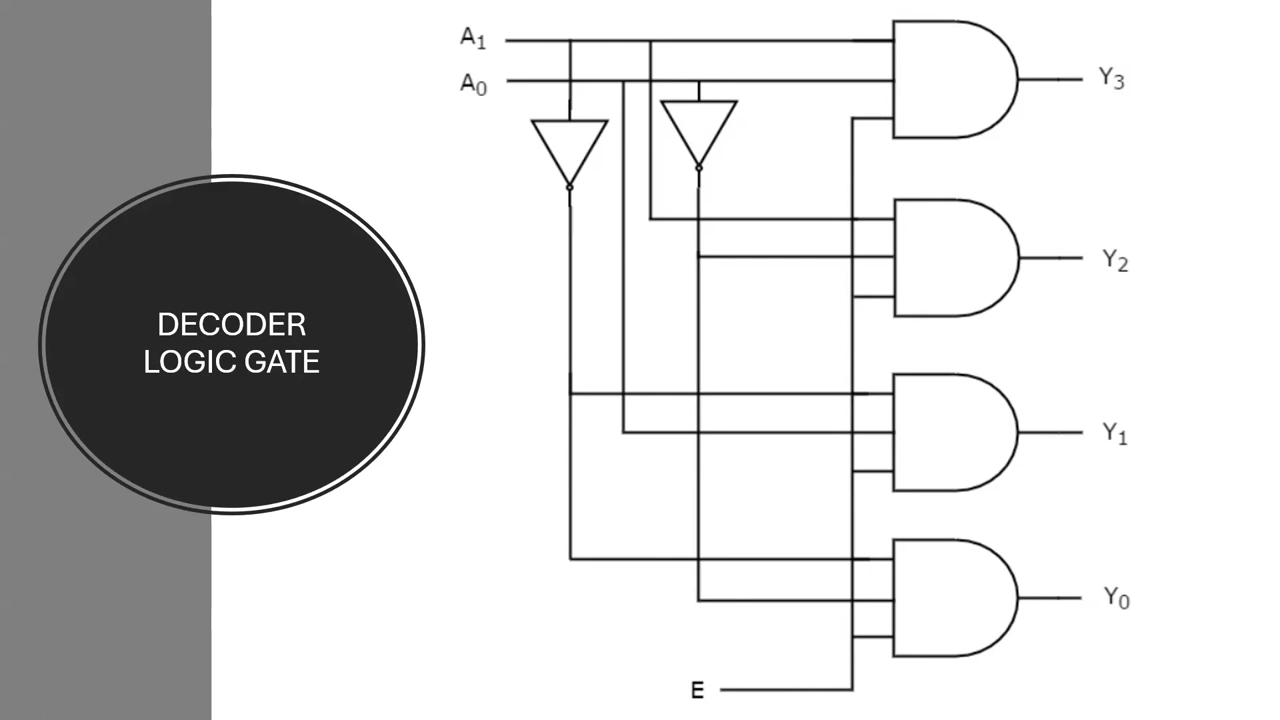 DECODER
LOGIC GATE
A₁
A₀
Y₃
Y₂
Y₁
Y₀
E